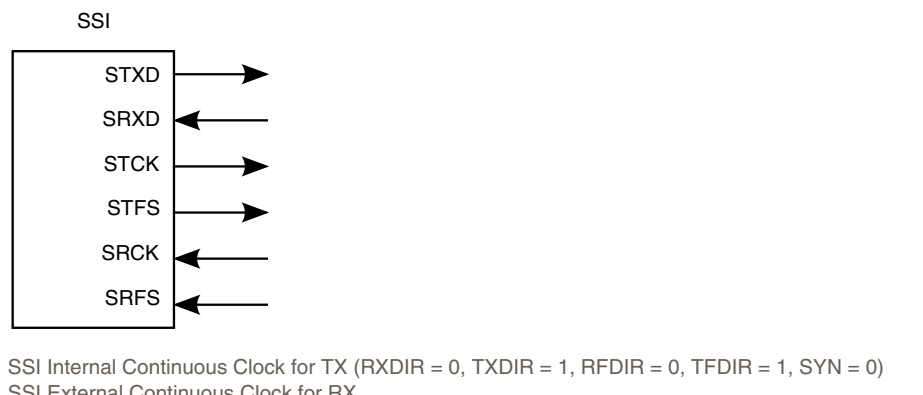 SSI
STXD
SRXD
STCK
STFS
SRCK
SRFS
SSI Internal Continuous Clock for TX (RXDIR = 0, TXDIR = 1, RFDIR = 0, TFDIR = 1, SYN = 0)
SSI External Continuous Clock for RX